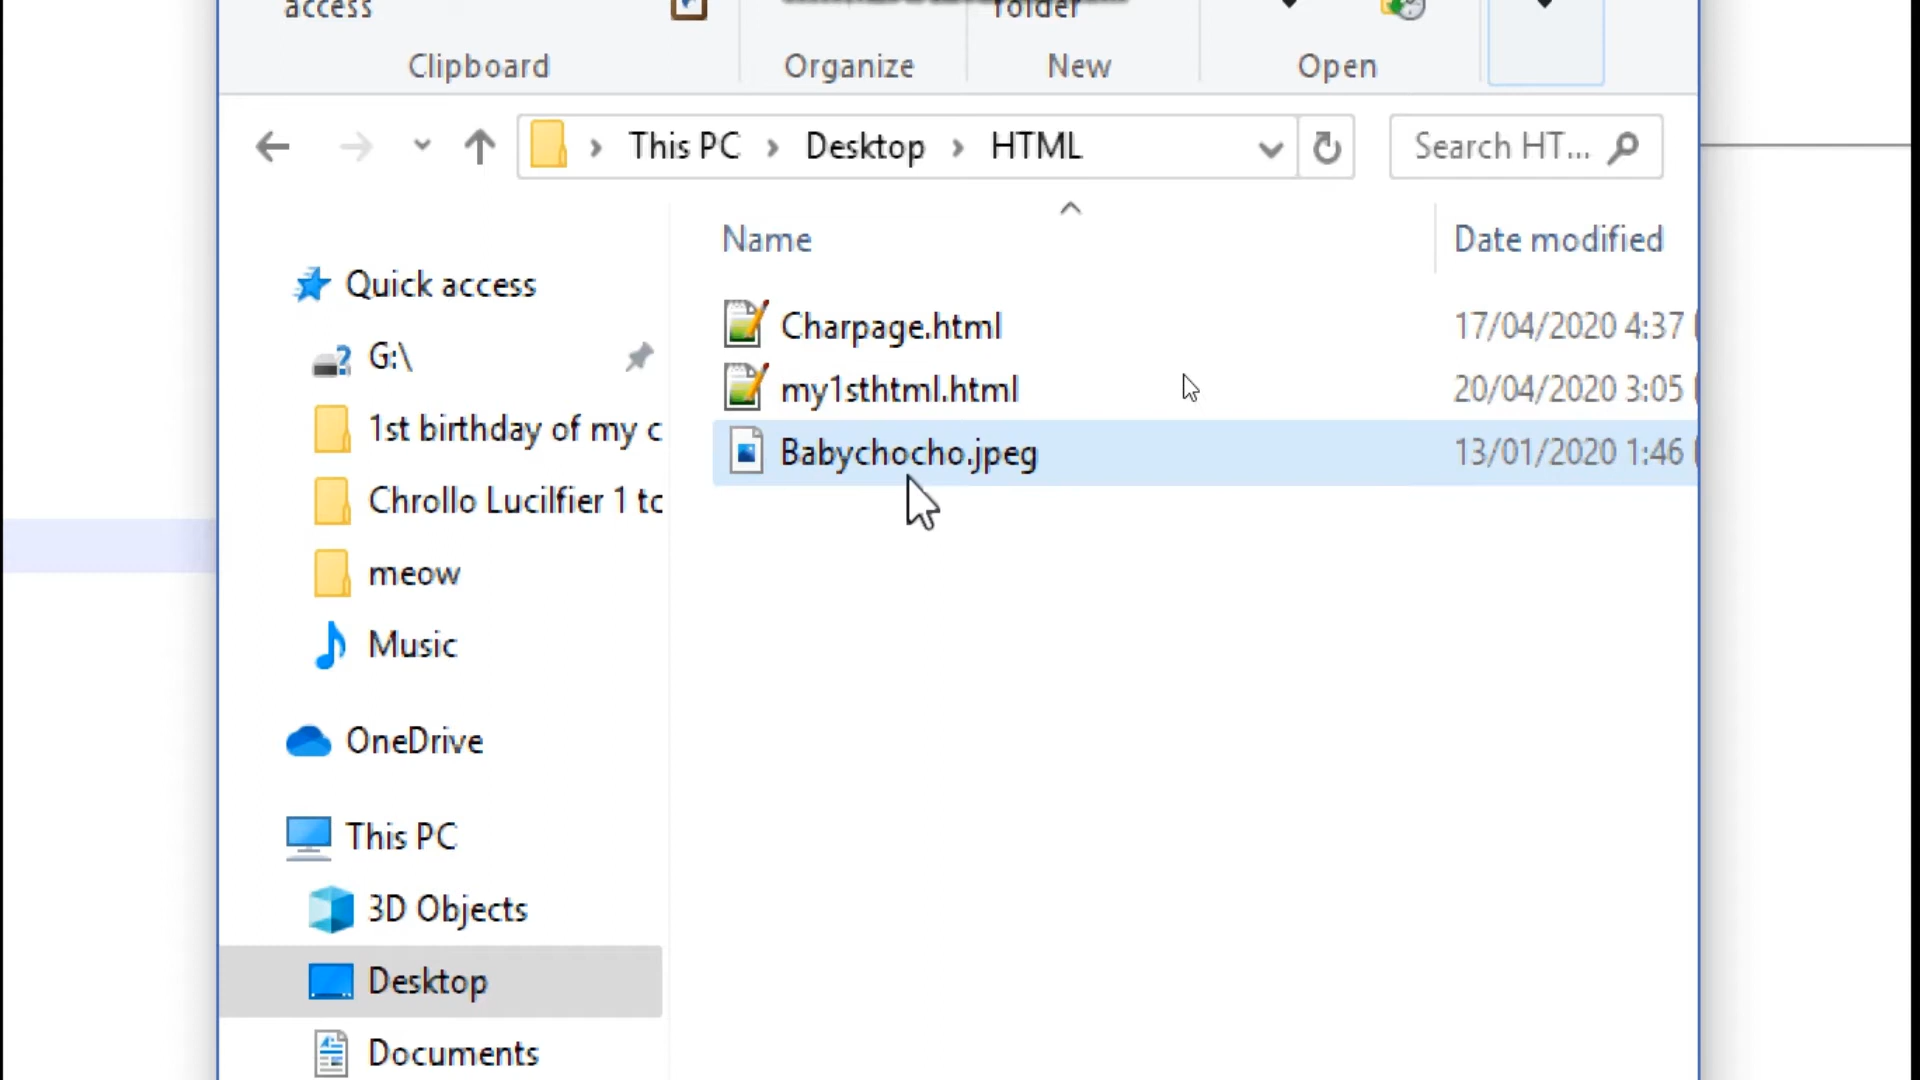 access
folder
Clipboard
Organize
New
Open
This PC
Desktop
HTML
Search HT...
Name
Date modified
Quick access
G:\
1st birthday of my c
Chrollo Lucilfier 1 to
meow
Music
OneDrive
This PC
3D Objects
Desktop
Documents
Charpage.html
17/04/2020 4:37
my1sthtml.html
20/04/2020 3:05
Babychocho.jpeg
13/01/2020 1:46